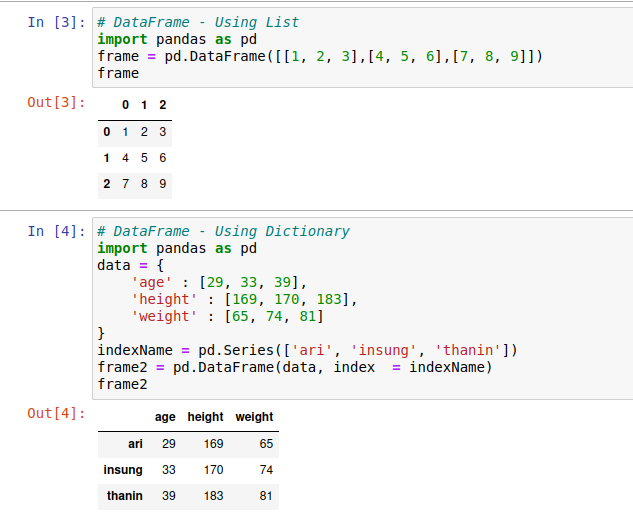 In [3]: # DataFrame - Using List
import pandas as pd
frame = pd.DataFrame([[1, 2, 3],[4, 5, 6],[7, 8, 9]])
frame
Out[3]:
0 1 2
0 1 2 3
1 4 5 6
2 7 8 9
In [4]: # DataFrame - Using Dictionary
import pandas as pd
data = {
    'age' : [29, 33, 39],
    'height' : [169, 170, 183],
    'weight' : [65, 74, 81]
}
indexName = pd.Series(['ari', 'insung', 'thanin'])
frame2 = pd.DataFrame(data, index  = indexName)
frame2
Out[4]:
age height weight
ari 29 169 65
insung 33 170 74
thanin 39 183 81